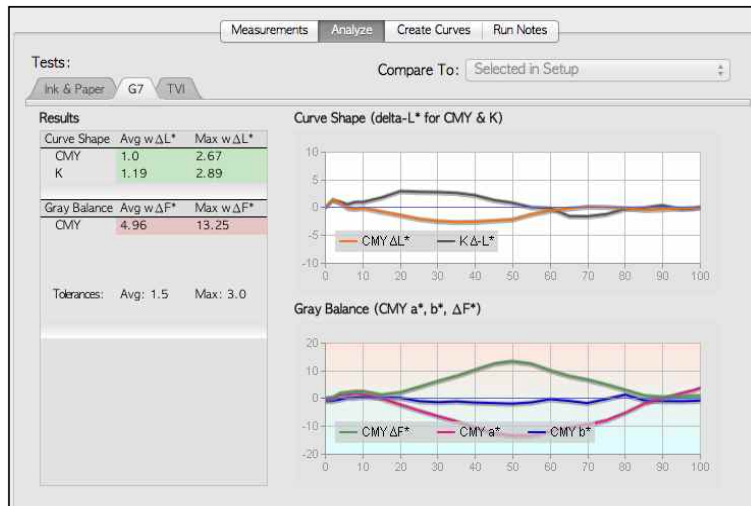 Measurements Analyze Create Curves Run Notes
Tests:
Compare To: Selected in Setup
Ink & Paper G7 TVI
Results
Curve Shape Avg w ΔL* Max w ΔL*
CMY 1.0 2.67
K 1.19 2.89
Gray Balance Avg w ΔF* Max w ΔF*
CMY 4.96 13.25
Tolerances: Avg: 1.5 Max: 3.0
Curve Shape (delta-L* for CMY & K)
10
5
0
-5
-10
CMY ΔL* K Δ-L*
0 10 20 30 40 50 60 70 80 90 100
Gray Balance (CMY a*, b*, ΔF*)
20
10
0
-10
-20
CMY ΔF* CMY a* CMY b*
0 10 20 30 40 50 60 70 80 90 100